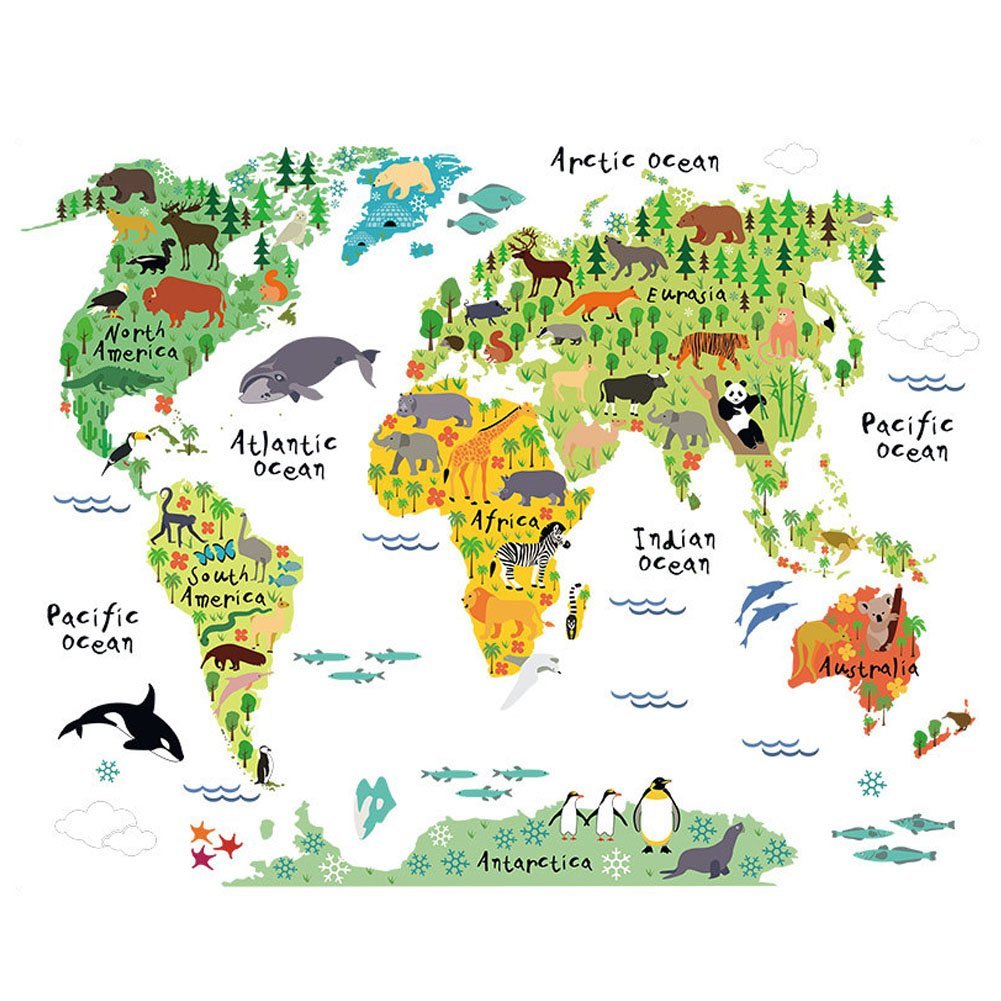 Arctic Ocean
Eurasia
North
America
Atlantic
Ocean
Pacific
Ocean
Africa
Indian
Ocean
South
America
Pacific
Ocean
Australia
Antarctica